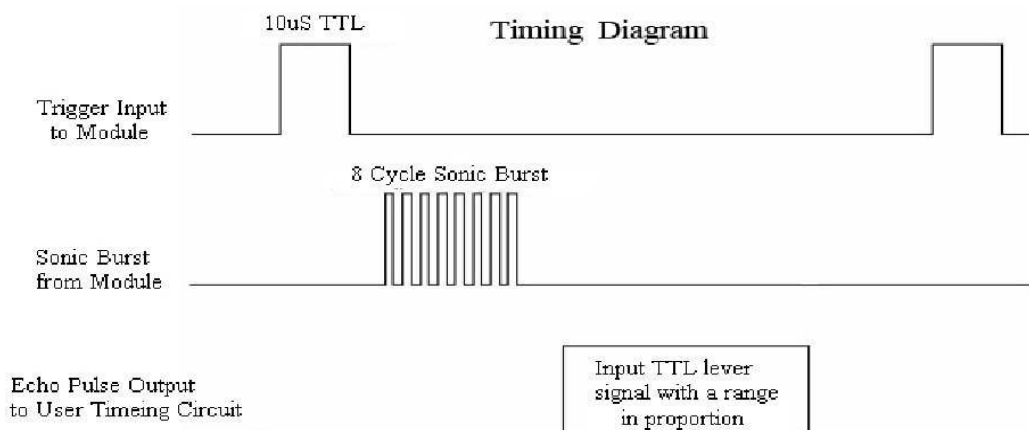 10uS TTL
Timing Diagram
Trigger Input
to Module
8 Cycle Sonic Burst
Sonic Burst
from Module
Echo Pulse Output
to User Timeing Circuit
Input TTL lever
signal with a range
in proportion